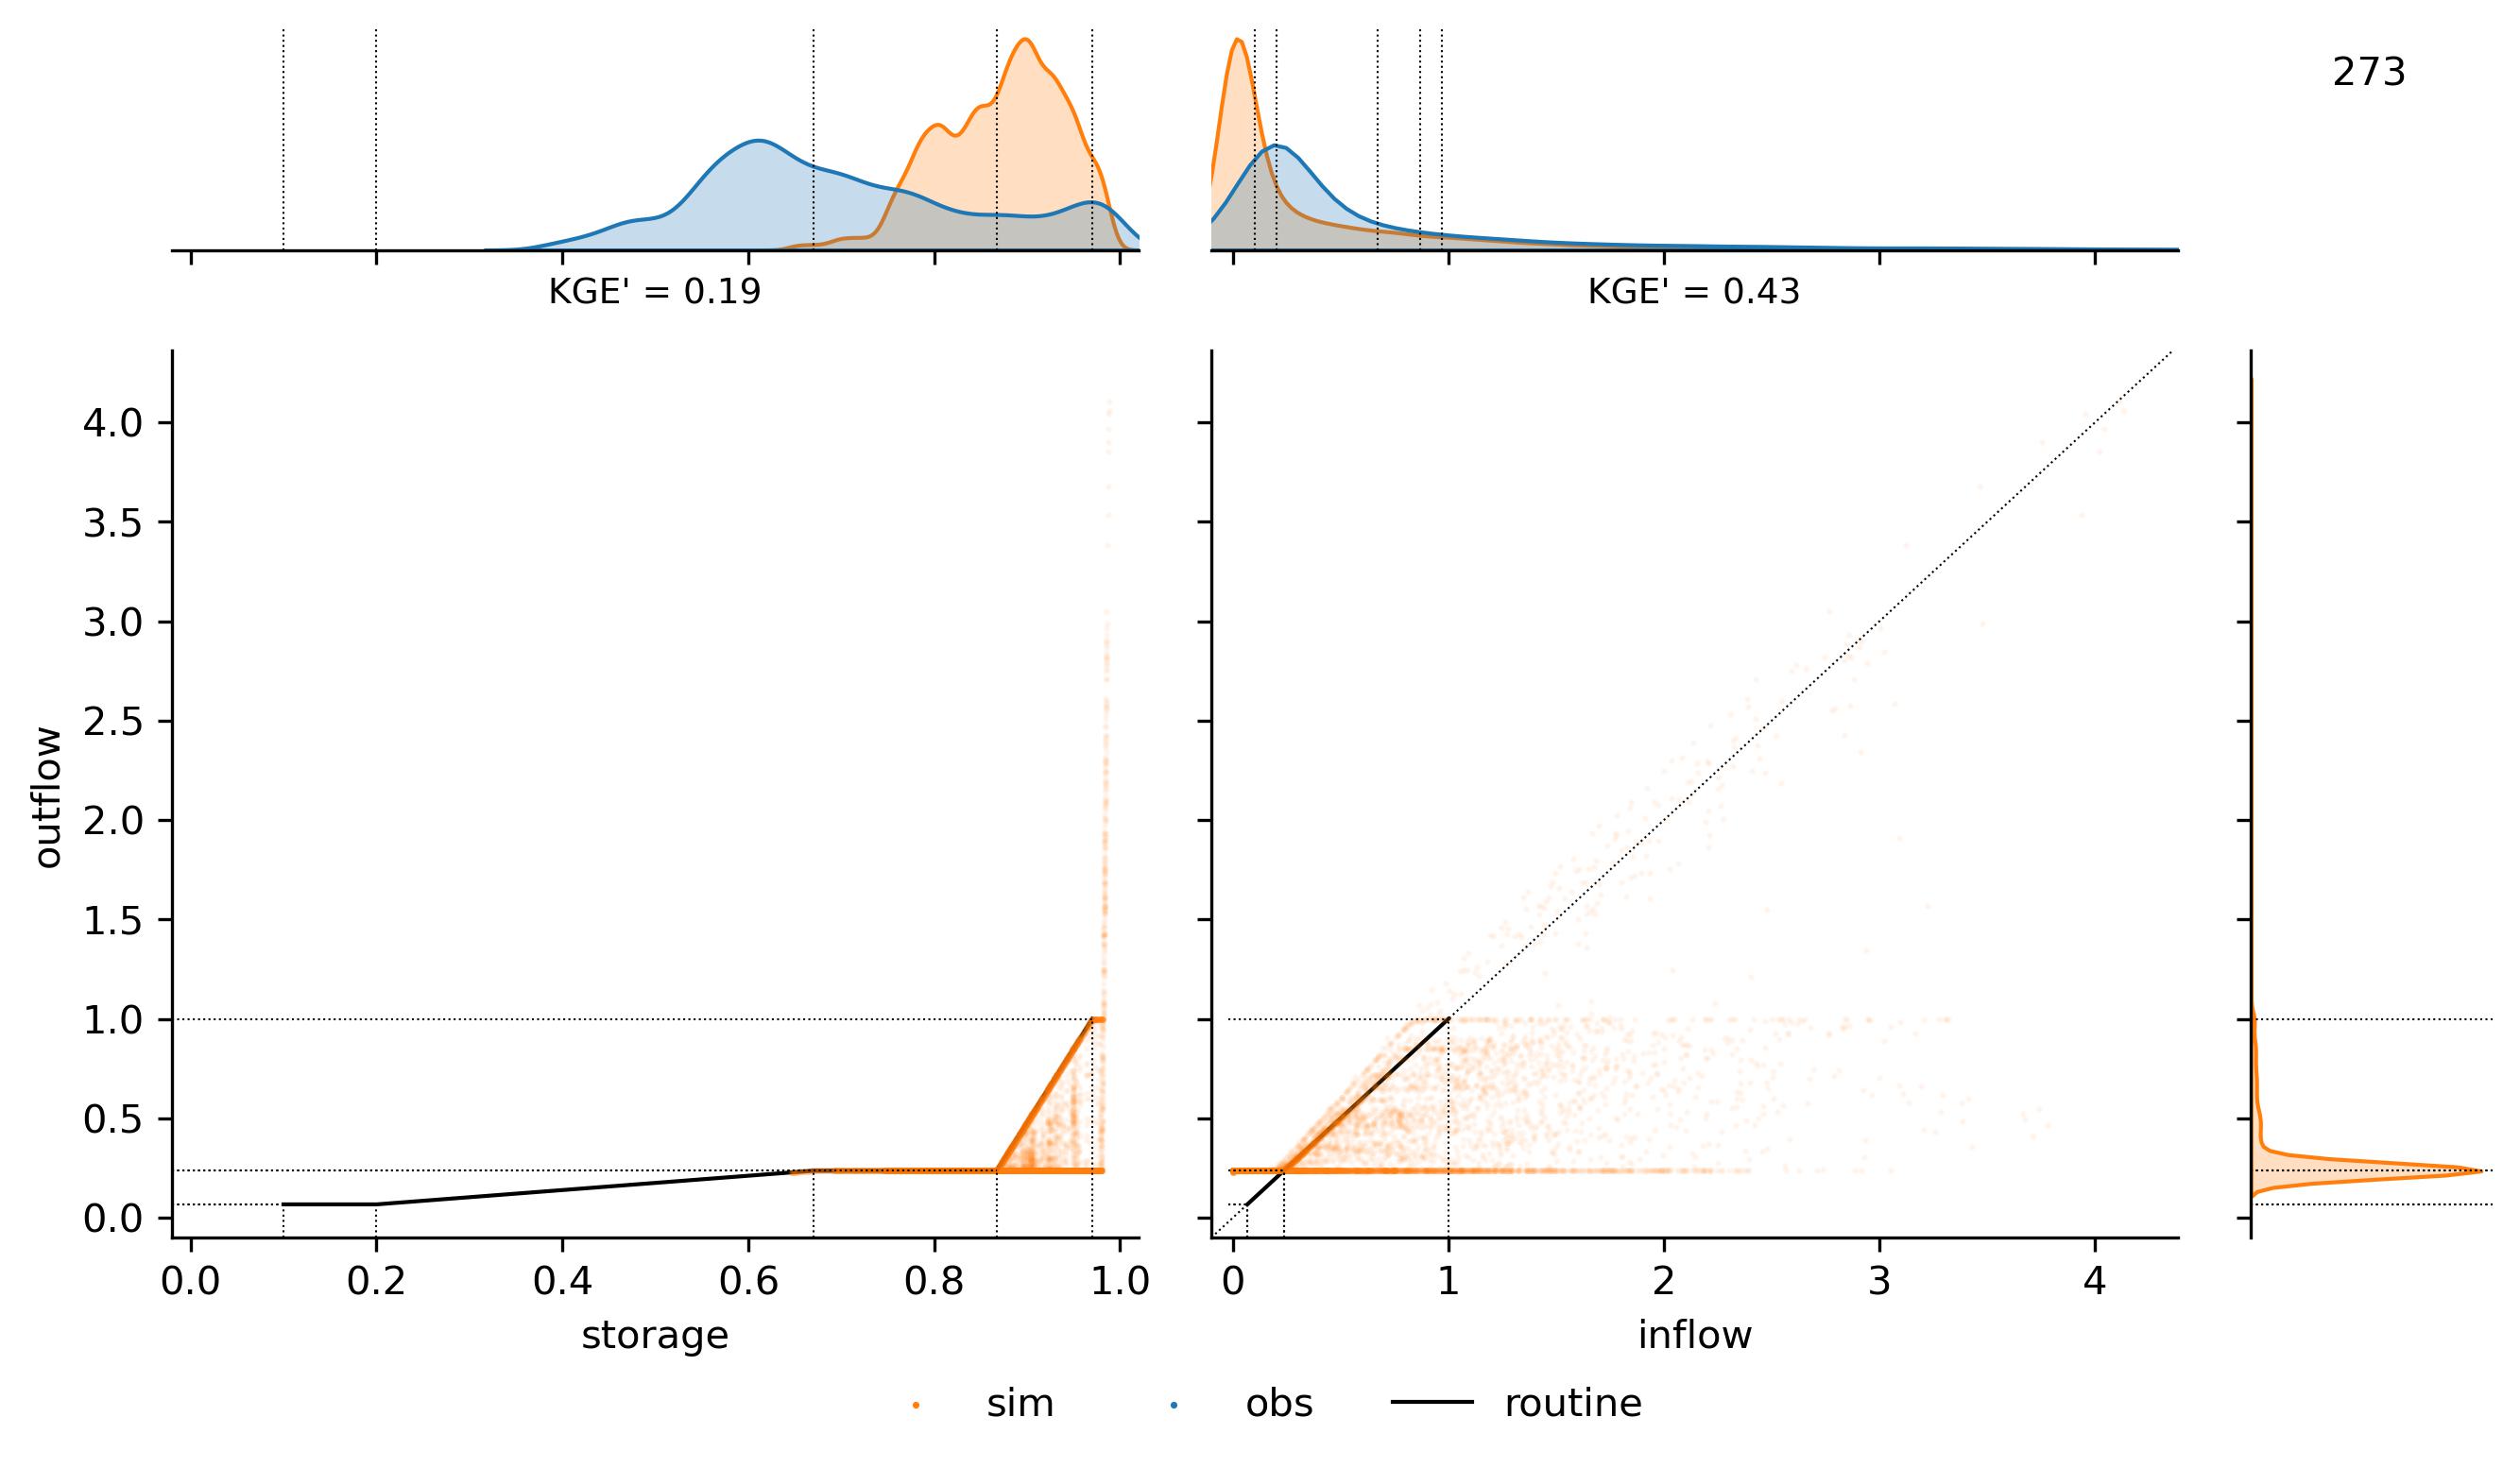 273
KGE' = 0.19
KGE' = 0.43
outflow
4.0
3.5
3.0
2.5
2.0
1.5
1.0
0.5
0.0
0.0 0.2 0.4 0.6 0.8 1.0
storage
0 1 2 3 4
inflow
sim obs routine